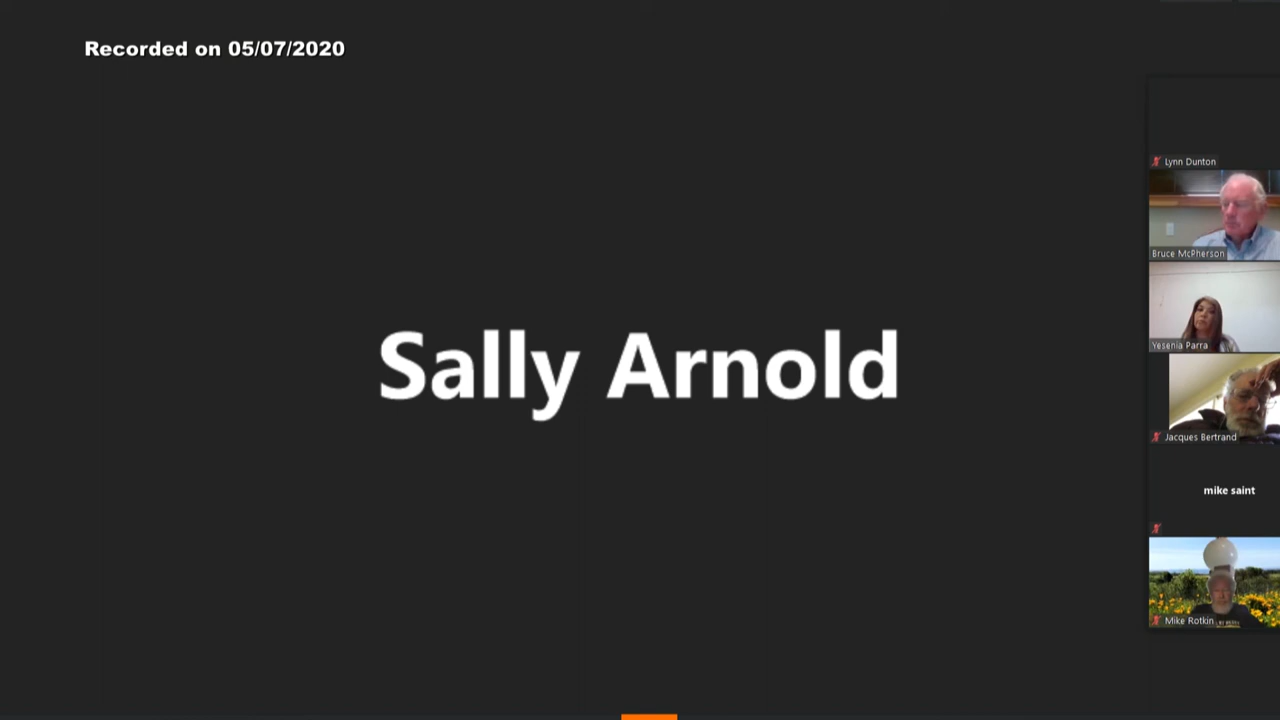 Recorded on 05/07/2020
Sally Arnold
Lynn Dunton
Bruce McPherson
Yesenia Parra
Jacques Bertrand
mike saint
Mike Rotkin